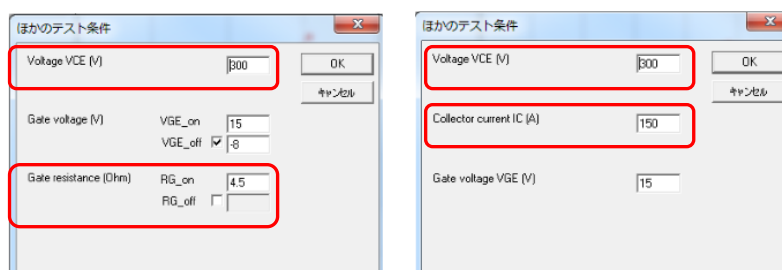 ほかのテスト条件
Voltage VCE (V) 300 OK
キャンセル
Gate voltage (V) VGE_on 15
VGE_off -8
Gate resistance (Ohm) RG_on 4.5
RG_off
ほかのテスト条件
Voltage VCE (V) 300 OK
キャンセル
Collector current IC (A) 150
Gate voltage VGE (V) 15